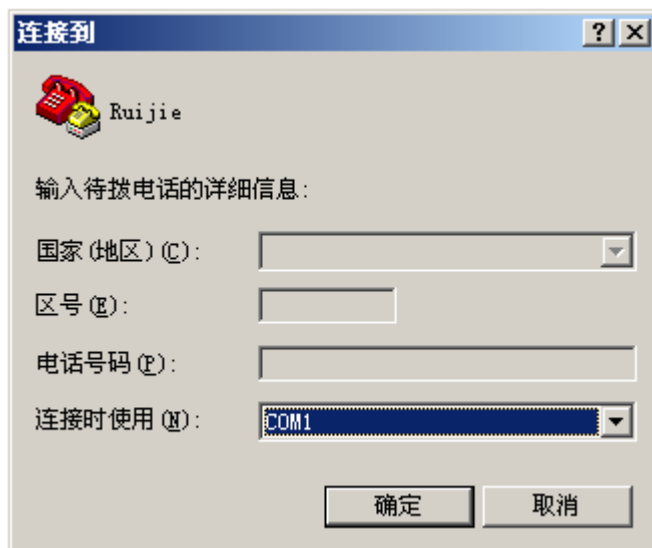 连接到
Ruijie
输入待拨电话的详细信息:
国家(地区)(C):
区号(E):
电话号码(P):
连接时使用(N): COM1
确定 取消